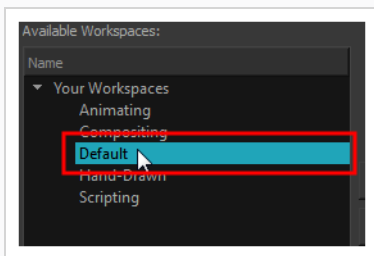 Available Workspaces:
Name
Your Workspaces
Animating
Compositing
Default
Hand-Drawn
Scripting